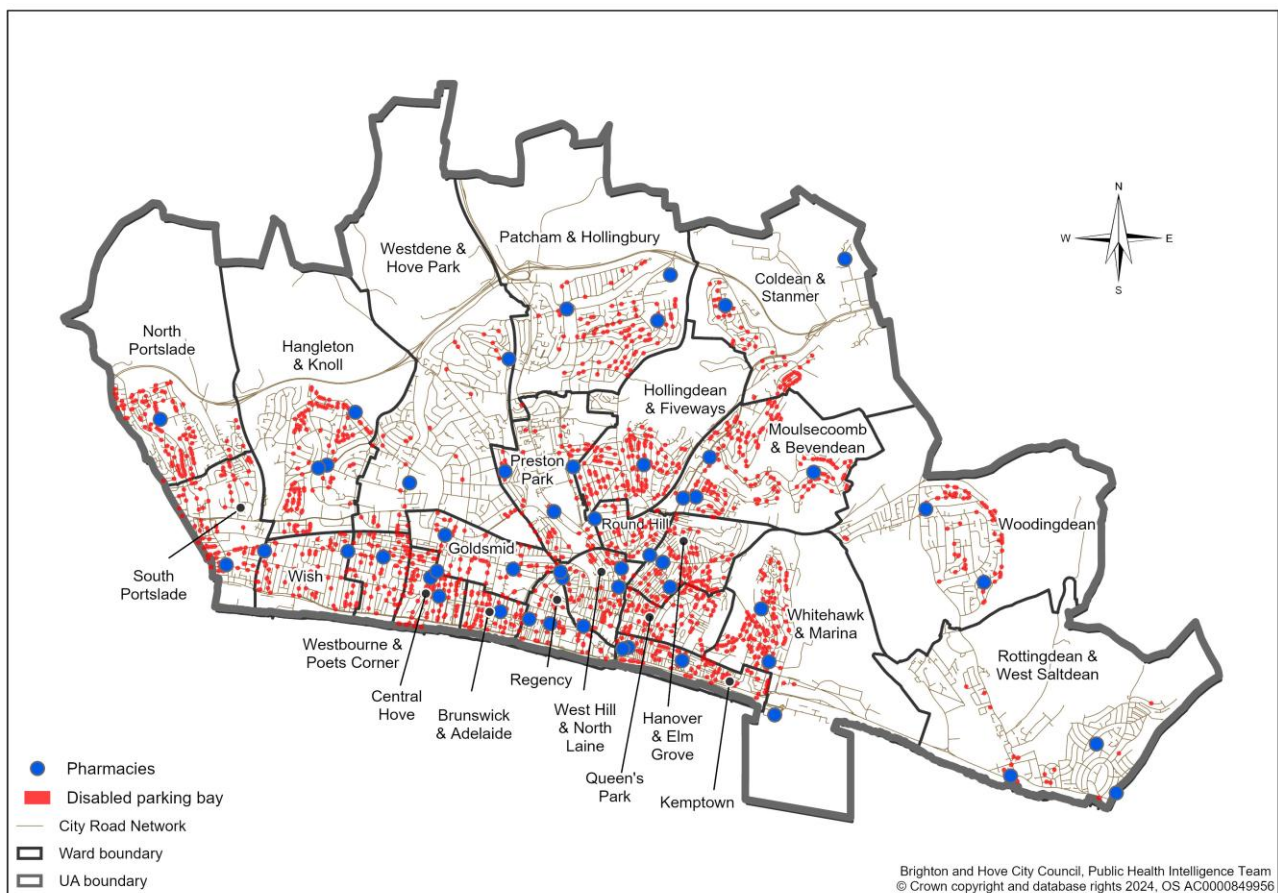 N
W
E
S
Patcham & Hollingbury
Westdene &
Hove Park
Coldean &
Stanmer
North
Portslade
Hangleton
& Knoll
Hollingdean
& Fiveways
Moulsecoomb
& Bevendean
Preston
Park
Woodingdean
Round Hill
Goldsmid
South
Portslade
Wish
Whitehawk
& Marina
Westbourne &
Poets Corner
Rottingdean &
West Saltdean
Central
Hove
Brunswick
& Adelaide
Regency
West Hill
& North
Laine
Hanover
& Elm
Grove
Queen's
Park
Kemptown
Pharmacies
Disabled parking bay
City Road Network
Ward boundary
UA boundary
Brighton and Hove City Council, Public Health Intelligence Team
© Crown copyright and database rights 2024, OS AC0000849956